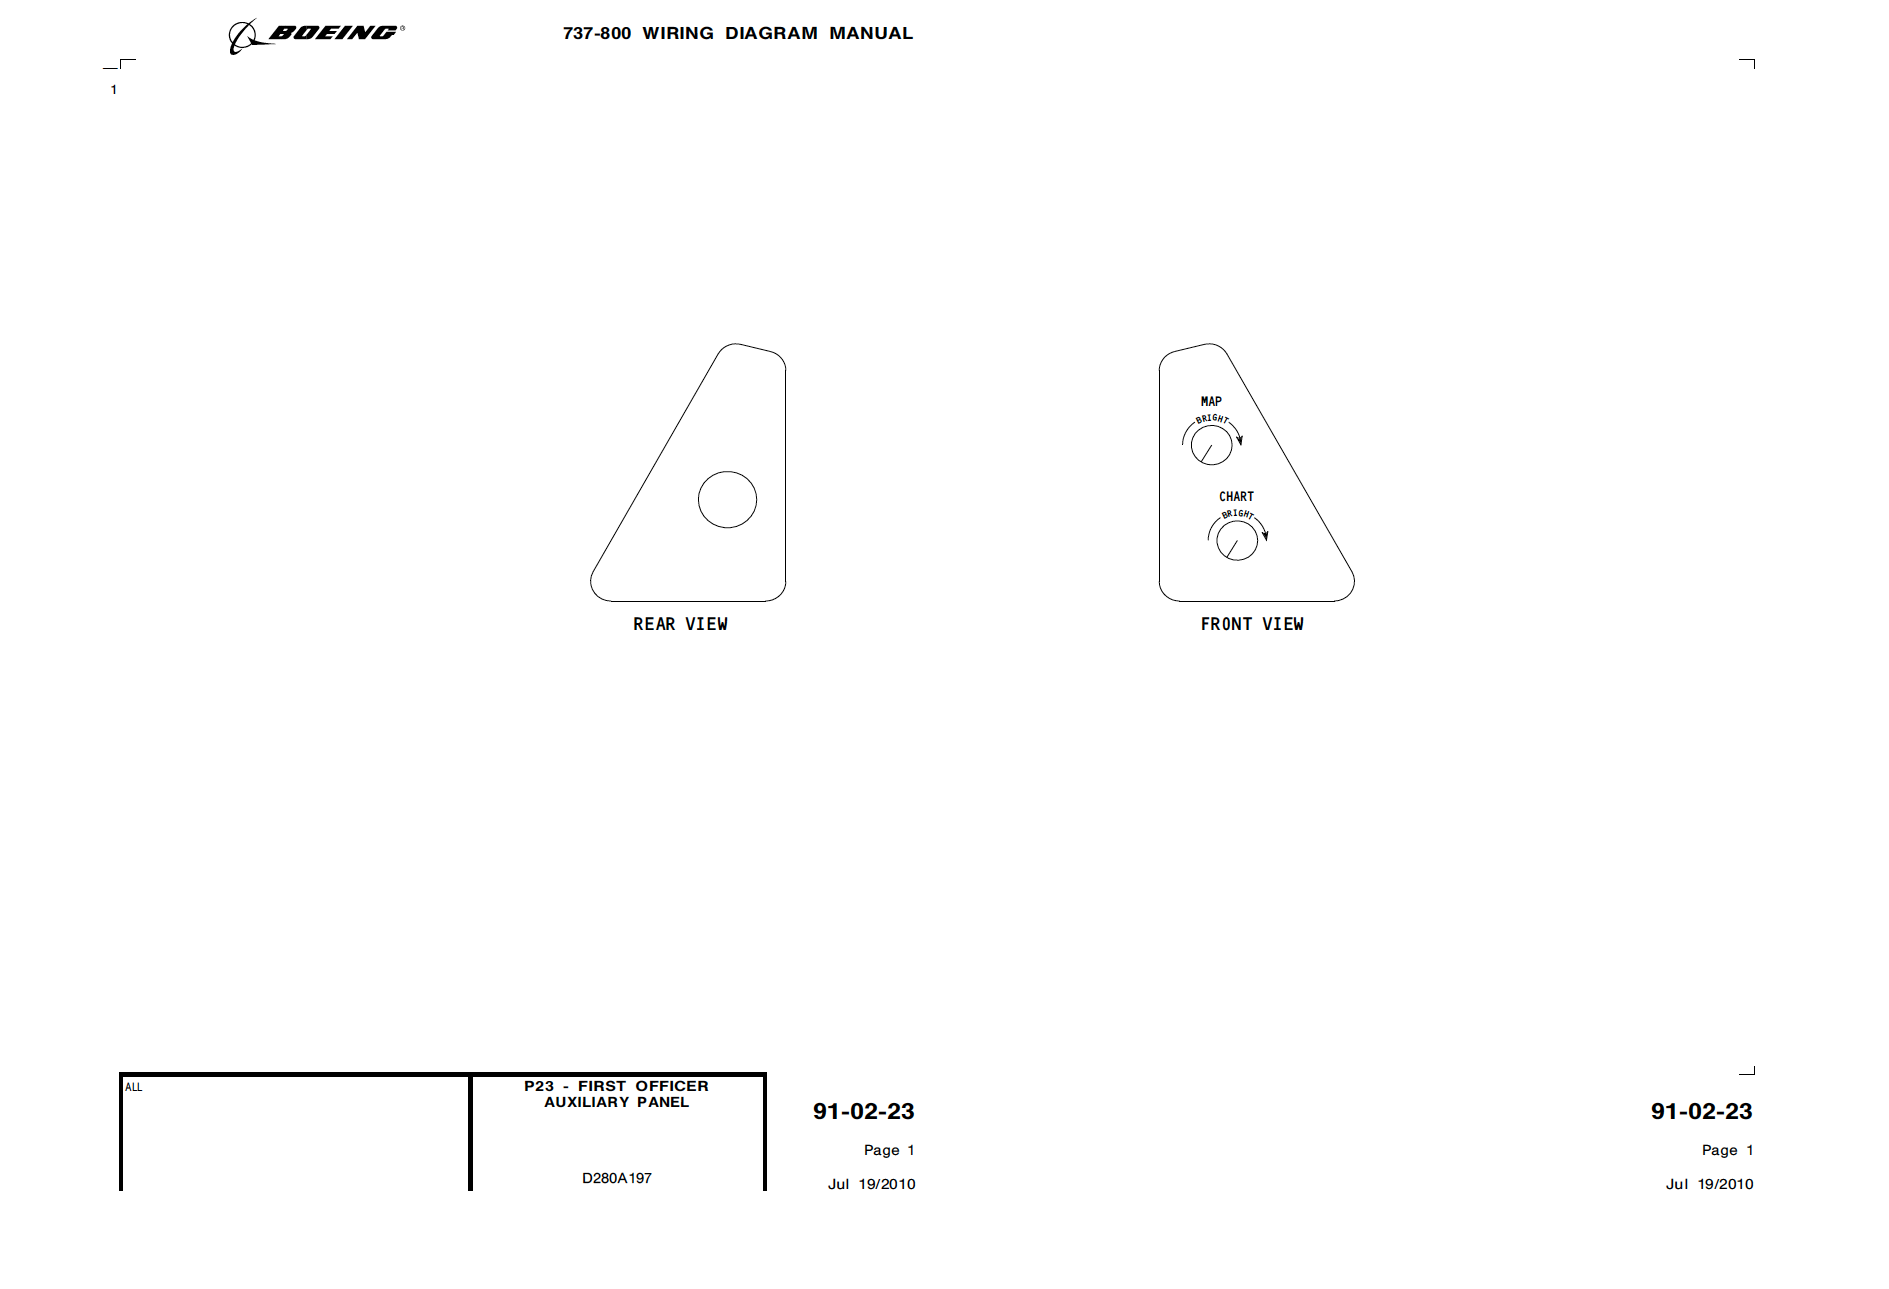 BOEING®
737-800 WIRING DIAGRAM MANUAL
1
MAP
BRIGHT
CHART
BRIGHT
REAR VIEW
FRONT VIEW
ALL
P23 - FIRST OFFICER
AUXILIARY PANEL
D280A197
91-02-23
Page 1
Jul 19/2010
91-02-23
Page 1
Jul 19/2010